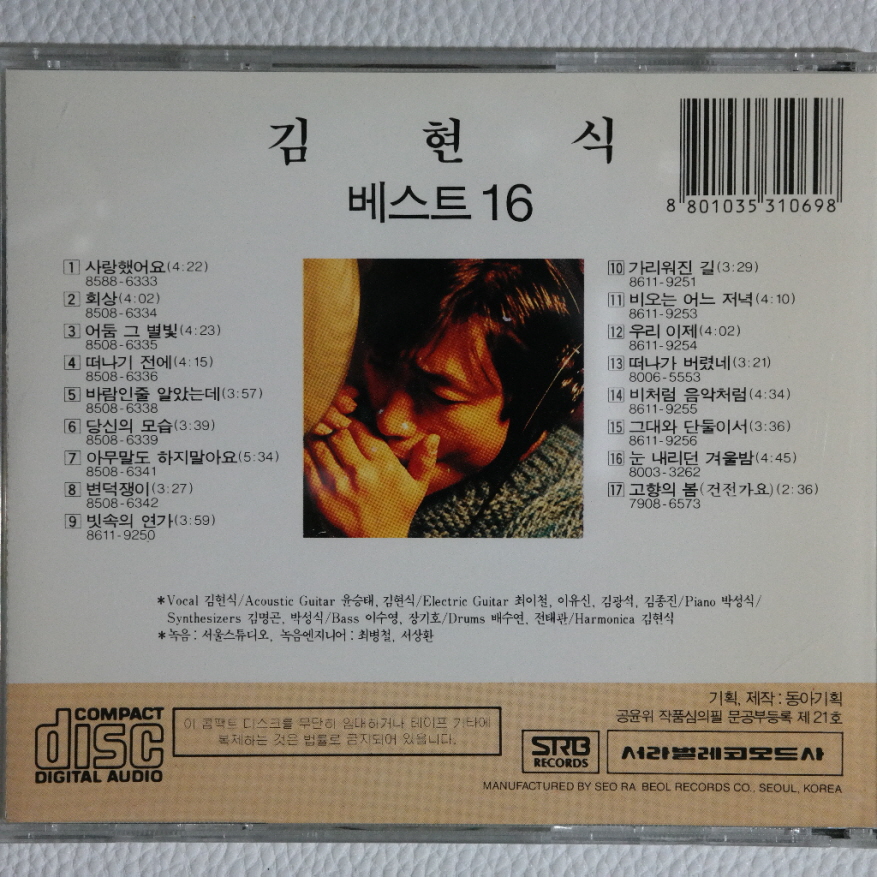 김 현 식
베스트 16
8 801035 310698
1 사랑했어요(4:22)
8588-6333
2 회상(4:02)
8508-6334
3 어둠 그 별빛(4:23)
8508-6335
4 떠나기 전에(4:15)
8508-6336
5 바람인줄 알았는데(3:57)
8508-6338
6 당신의 모습(3:39)
8508-6339
7 아무말도 하지말아요(5:34)
8508-6341
8 변덕쟁이(3:27)
8508-6342
9 빗속의 연가(3:59)
8611-9250
10 가리워진 길(3:29)
8611-9251
11 비오는 어느 저녁(4:10)
8611-9253
12 우리 이제(4:02)
8611-9254
13 떠나가 버렸네(3:21)
8006-5553
14 비처럼 음악처럼(4:34)
8611-9255
15 그대와 단둘이서(3:36)
8611-9256
16 눈 내리던 겨울밤(4:45)
8003-3262
17 고향의 봄(건전가요)(2:36)
7908-6573
*Vocal 김현식/Acoustic Guitar 윤승태, 김현식/Electric Guitar 최이철, 이유신, 김광석, 김종진/Piano 박성식/
Synthesizers 김명곤, 박성식/Bass 이수영, 장기호/Drums 배수연, 전태관/Harmonica 김현식
*녹음 : 서울스튜디오, 녹음엔지니어 : 최병철, 서상환
기획, 제작 : 동아기획
공윤위 작품심의필 문공부등록 제 21호
COMPACT
disc
DIGITAL AUDIO
이 콤팩트 디스크를 무단히 임대하거나 테이프 기타에
복제하는 것은 법률로 금지되어 있읍니다.
SRB
RECORDS
서라벌레코드사
MANUFACTURED BY SEO RA BEOL RECORDS CO., SEOUL, KOREA